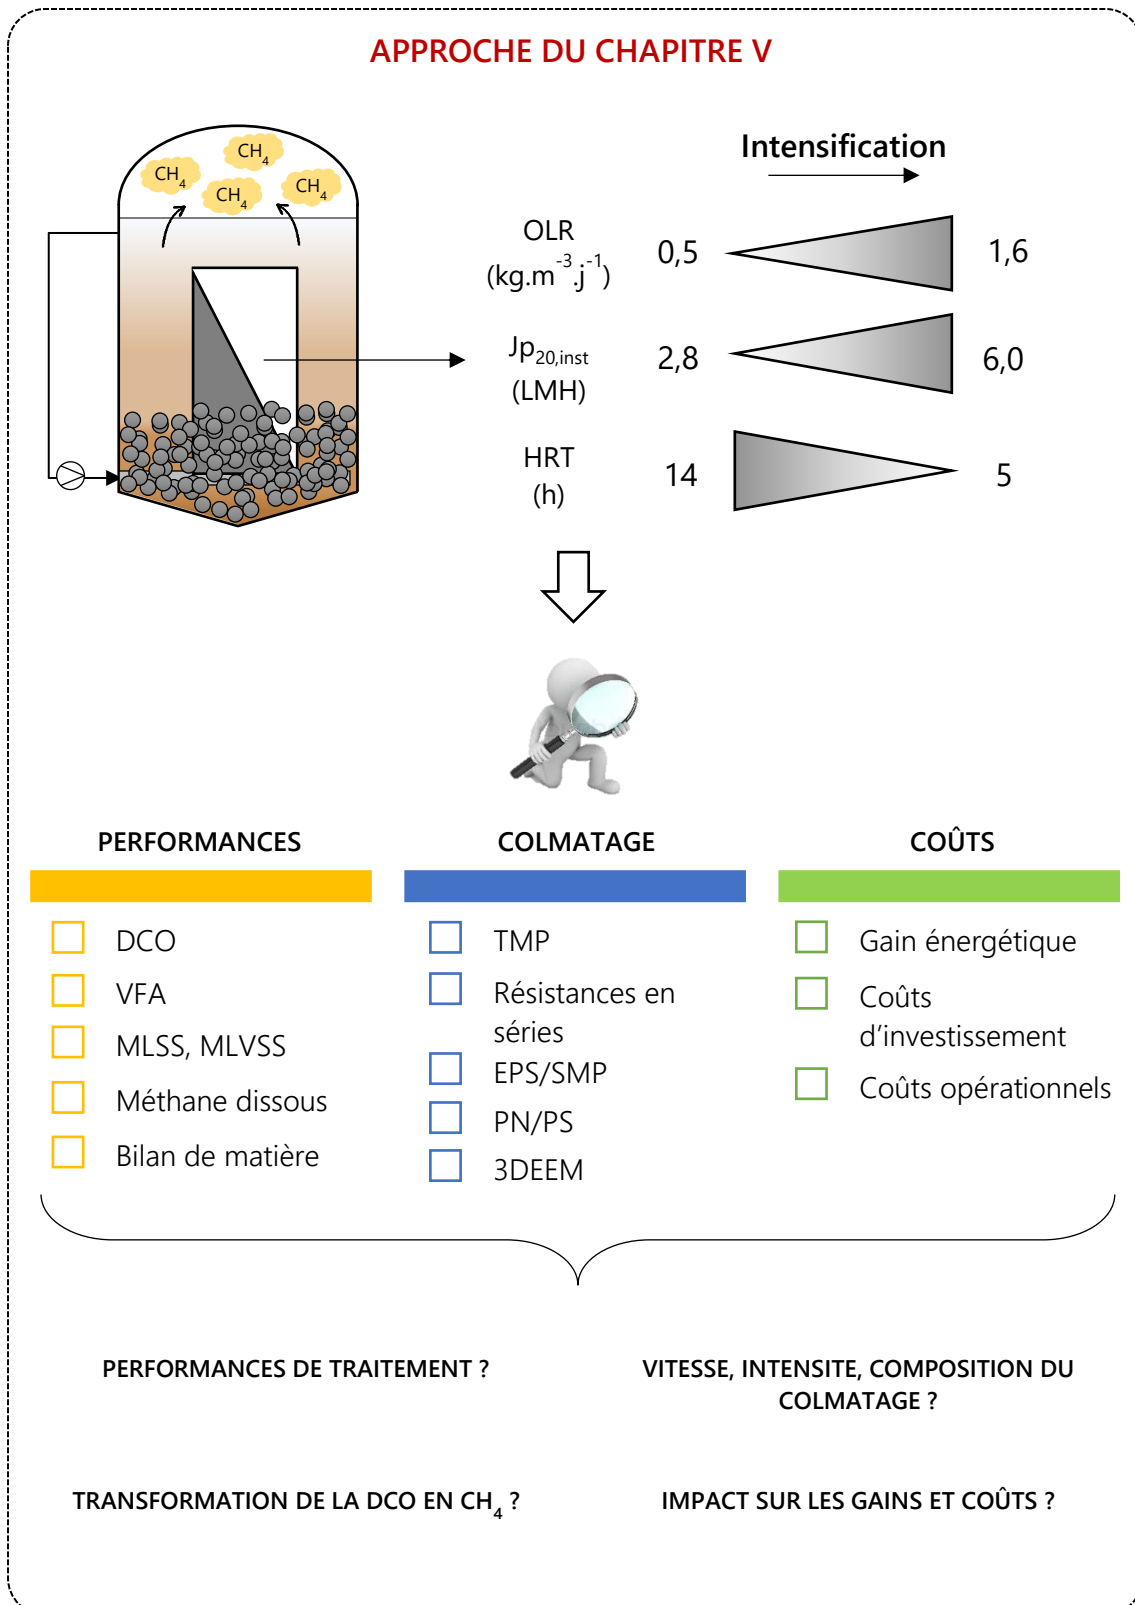 APPROCHE DU CHAPITRE V
CH4
CH4
CH4
CH4
Intensification
OLR
(kg.m-3.j-1)
0,5
1,6
Jp20,inst
(LMH)
2,8
6,0
HRT
(h)
14
5
PERFORMANCES
DCO
VFA
MLSS, MLVSS
Méthane dissous
Bilan de matière
COLMATAGE
TMP
Résistances en
séries
EPS/SMP
PN/PS
3DEEM
COÛTS
Gain énergétique
Coûts
d’investissement
Coûts opérationnels
PERFORMANCES DE TRAITEMENT ?
VITESSE, INTENSITE, COMPOSITION DU
COLMATAGE ?
TRANSFORMATION DE LA DCO EN CH4 ?
IMPACT SUR LES GAINS ET COÛTS ?